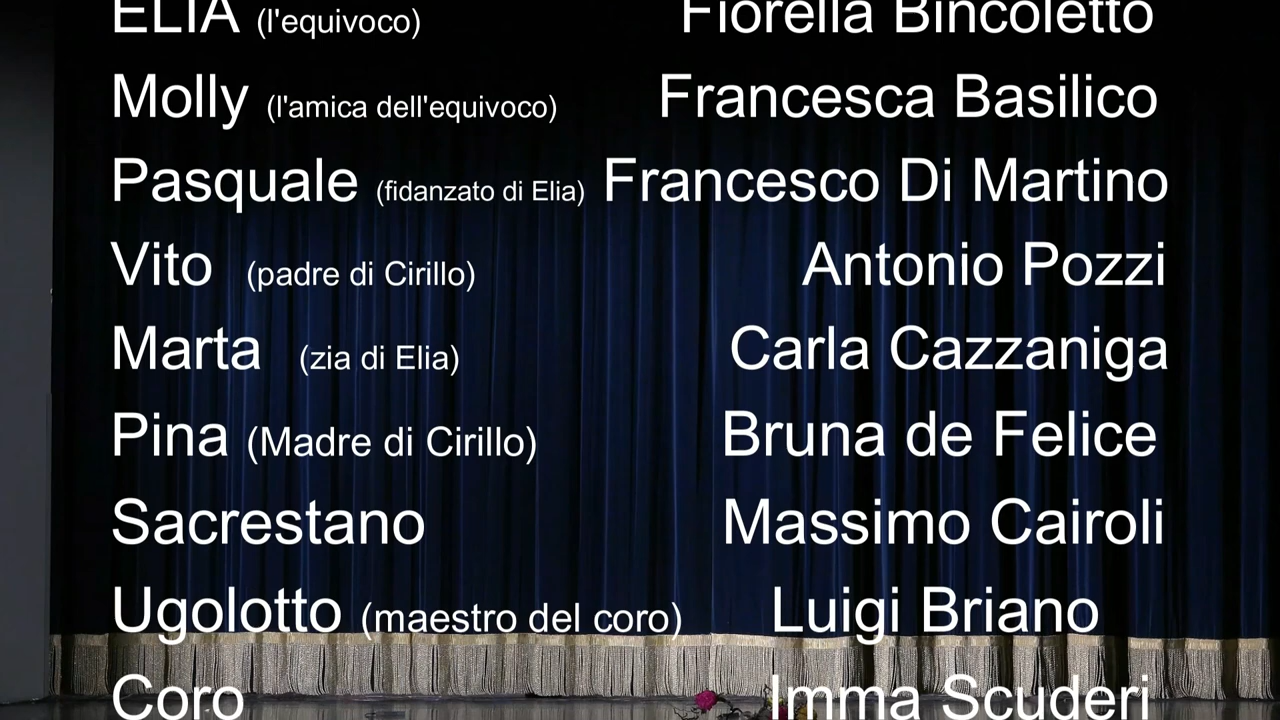 ELIA (l'equivoco) Fiorella Bincoletto
Molly (l'amica dell'equivoco) Francesca Basilico
Pasquale (fidanzato di Elia) Francesco Di Martino
Vito (padre di Cirillo) Antonio Pozzi
Marta (zia di Elia) Carla Cazzaniga
Pina (Madre di Cirillo) Bruna de Felice
Sacrestano Massimo Cairoli
Ugolotto (maestro del coro) Luigi Briano
Coro Imma Scuderi